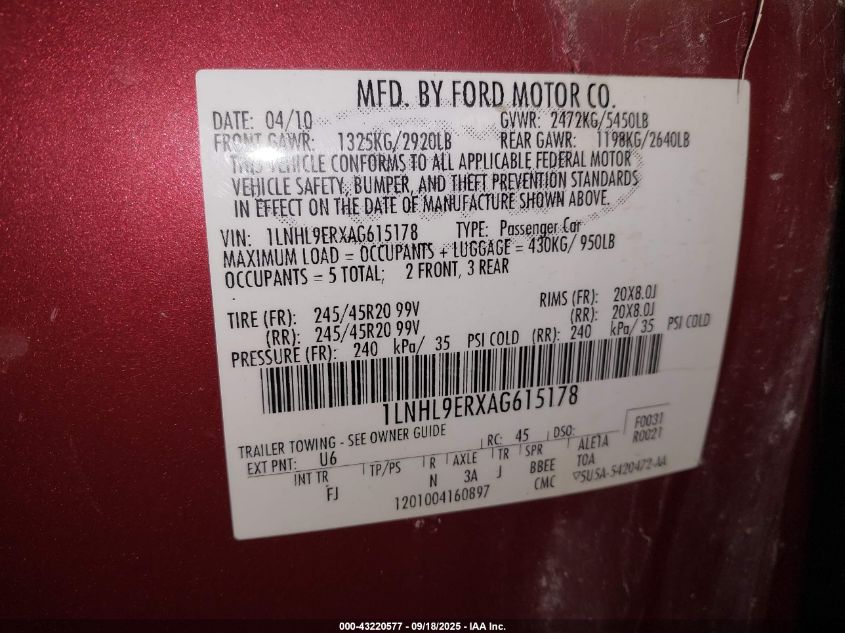 MFD. BY FORD MOTOR CO.
DATE: 04/10 GVWR: 2472KG/5450LB
FRONT GAWR: 1325KG/2920LB REAR GAWR: 1198KG/2640LB
THIS VEHICLE CONFORMS TO ALL APPLICABLE FEDERAL MOTOR
VEHICLE SAFETY, BUMPER, AND THEFT PREVENTION STANDARDS
IN EFFECT ON THE DATE OF MANUFACTURE SHOWN ABOVE.
VIN: 1LNHL9ERXAG615178 TYPE: Passenger Car
MAXIMUM LOAD = OCCUPANTS + LUGGAGE = 430KG/ 950LB
OCCUPANTS = 5 TOTAL; 2 FRONT, 3 REAR
TIRE (FR): 245/45R20 99V RIMS (FR): 20X8.0J
(RR): 245/45R20 99V (RR): 20X8.0J
PRESSURE (FR): 240 kPa/ 35 PSI COLD (RR): 240 kPa/ 35 PSI COLD
1LNHL9ERXAG615178
TRAILER TOWING - SEE OWNER GUIDE
F0031
EXT PNT: U6 RC: 45 DSO: R0021
INT TR TP/PS R AXLE TR SPR ALE1A
FJ N 3A J BBEE TOA
1201004160897 CMC 5U5A-5420472-AA
000-43220577 - 09/18/2025 - IAA Inc.